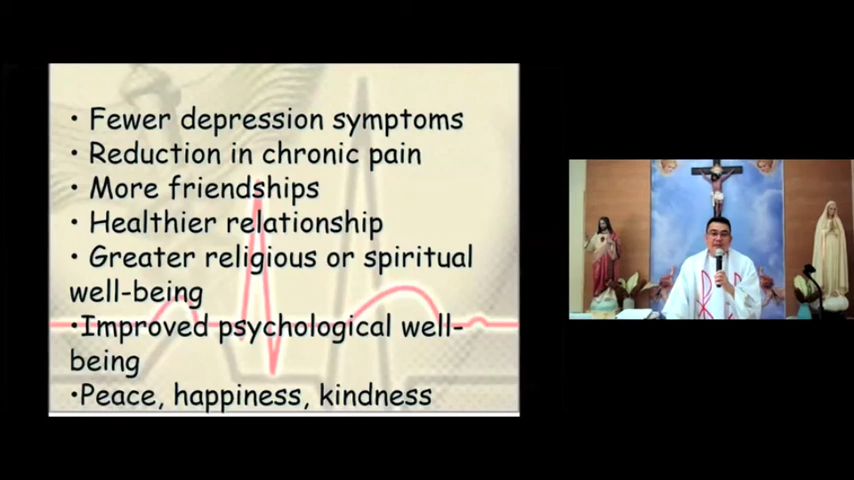 • Fewer depression symptoms
• Reduction in chronic pain
• More friendships
• Healthier relationship
• Greater religious or spiritual
well-being
•Improved psychological well-
being
•Peace, happiness, kindness